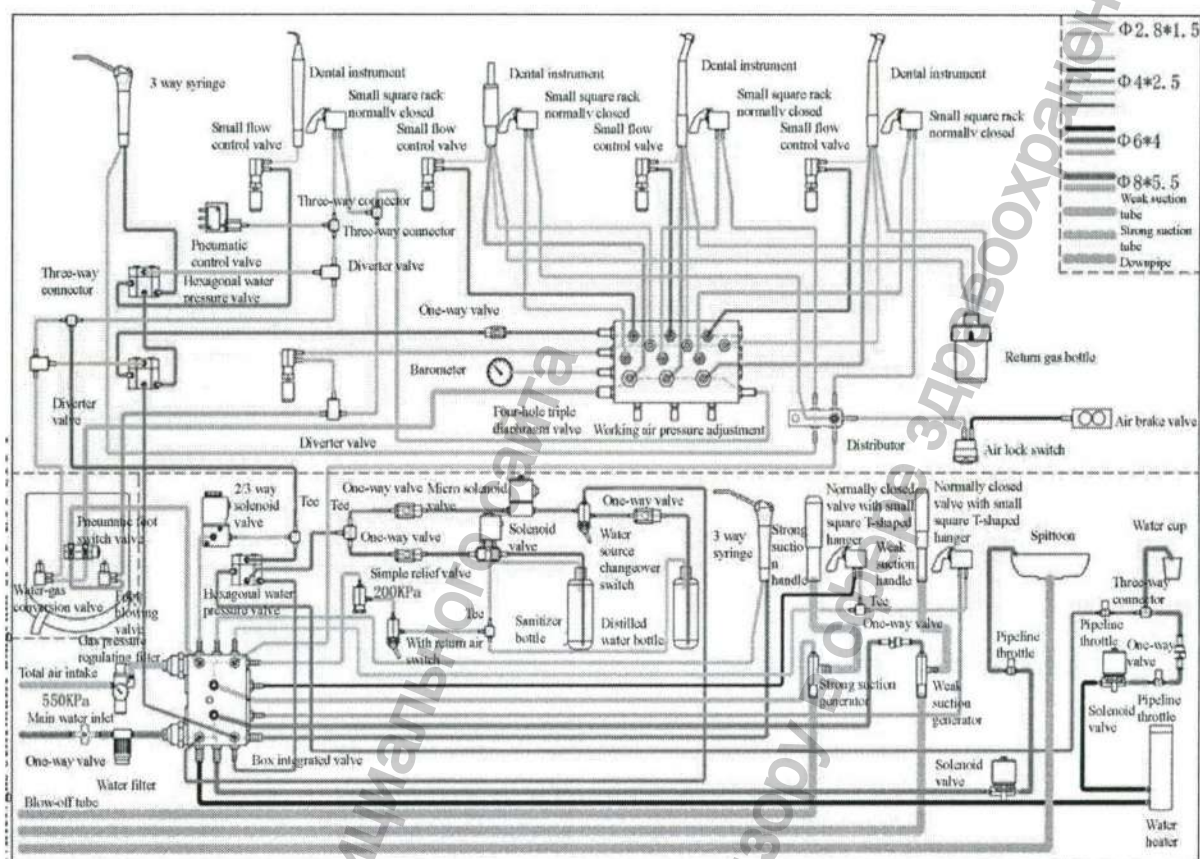 Φ2.8*1.5
Φ4*2.5
Φ6*4
Φ8*5.5
Weak suction
tube
Strong suction
tube
Downpipe
3 way syringe
Dental instrument
Small square rack
normally closed
Small flow
control valve
Dental instrument
Small square rack
normally closed
Small flow
control valve
Dental instrument
Small square rack
normally closed
Small flow
control valve
Dental instrument
Small square rack
normally closed
Small flow
control valve
Three-way connector
Three-way connector
Pneumatic
control valve
Diverter valve
Three-way
connector
Hexagonal water
pressure valve
One-way valve
Barometer
Return gas bottle
Diverter
valve
Four-hole triple
diaphragm valve
Working air pressure adjustment
Diverter valve
Distributor
Air lock switch
Air brake valve
2/3 way
solenoid
valve
Tee
Tee
One-way valve
Micro solenoid
valve
One-way valve
Solenoid
valve
One-way valve
Water
source
changeover
switch
3 way
syringe
Strong
suctio
n
handle
Normally closed
valve with small
square T-shaped
hanger
Weak
suction
handle
Normally closed
valve with small
square T-shaped
hanger
Spittoon
Water cup
Pneumatic foot
switch valve
Water-gas
conversion valve
blowing
valve
Hexagonal water
pressure valve
Simple relief valve
200KPa
Tee
With return air
switch
Sanitizer
bottle
Distilled
water bottle
Tee
One-way valve
Three-way
connector
Pipeline
throttle
Pipeline
throttle
One-way
valve
Gas pressure
regulating filter
Total air intake
550KPa
Main water inlet
One-way valve
Water filter
Box integrated valve
Strong suction
generator
Weak
suction
generator
Solenoid
valve
Pipeline
throttle
Solenoid
valve
Blow-off tube
Water
heater
официального сайта
надзору в сфере здравоохранен